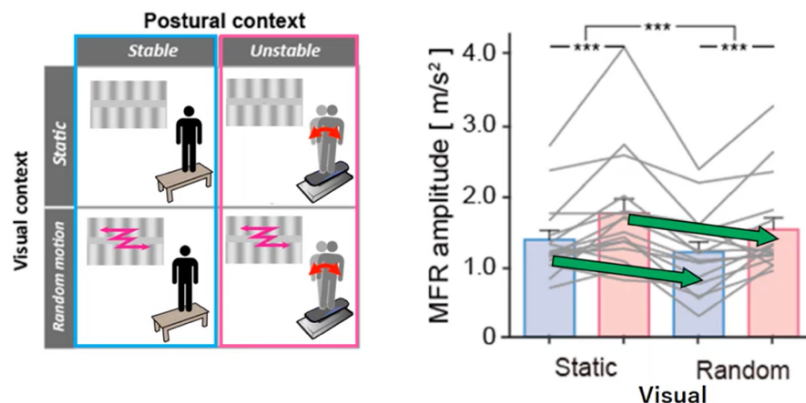 Postural context
Stable
Unstable
Visual context
Static
Random motion
MFR amplitude [ m/s² ]
4.0
3.0
2.0
1.0
0
***
***
***
Static
Random
Visual